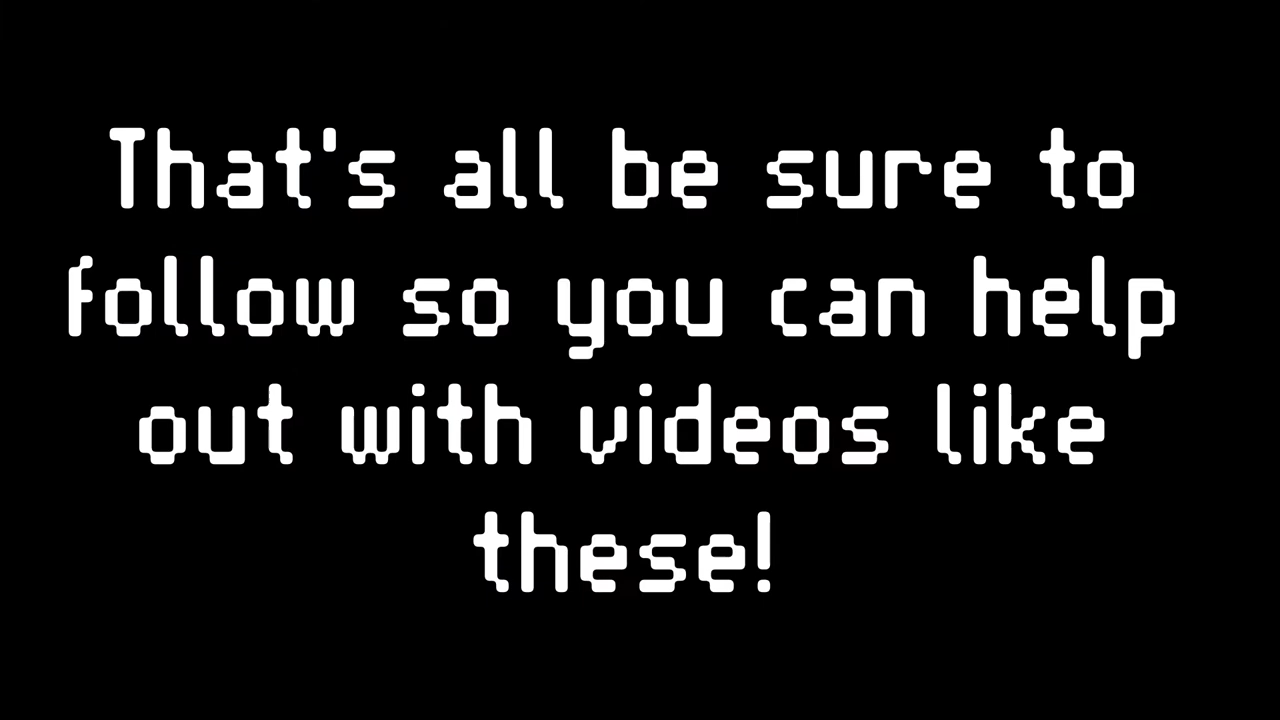 That's all be sure to
follow so you can help
out with videos like
these!